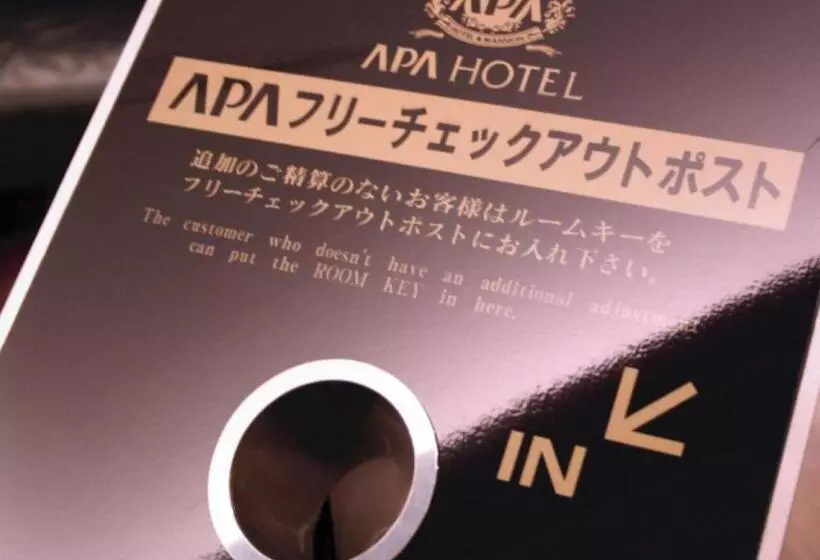 APA
HOTEL & MANSION
APA HOTEL
APAフリーチェックアウトポスト
追加のご精算のないお客様はルームキーを
フリーチェックアウトポストにお入れ下さい。
The customer who doesn't have an additional adjustment
can put the ROOM KEY in here.
IN